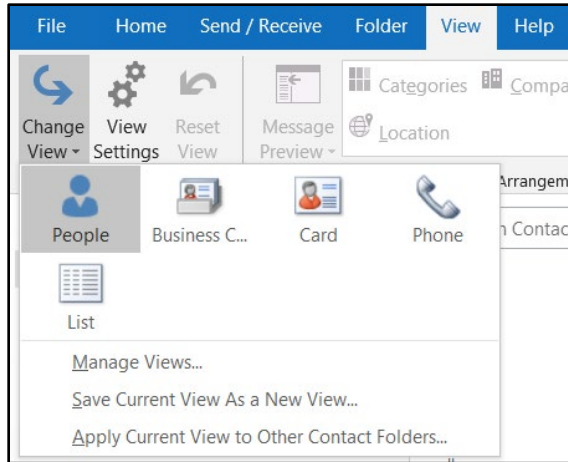 File Home Send / Receive Folder View Help
Change View View Settings Reset View Message Preview Categories
Location
People Business C... Card Phone
List
Manage Views...
Save Current View As a New View...
Apply Current View to Other Contact Folders...